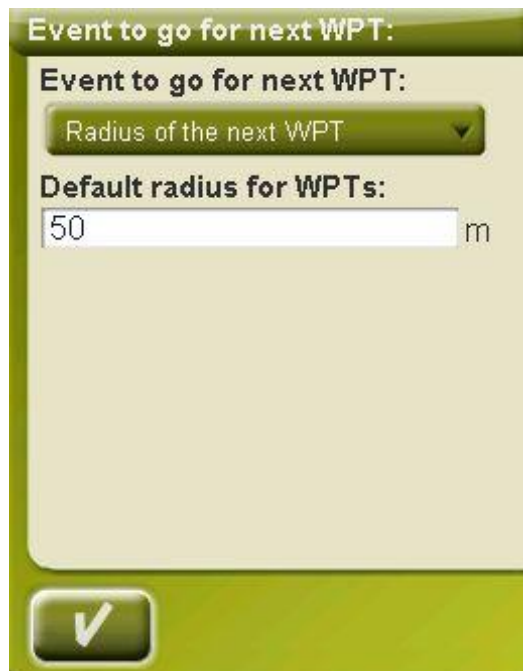 Event to go for next WPT:
Event to go for next WPT:
Radius of the next WPT
Default radius for WPTs:
50 m